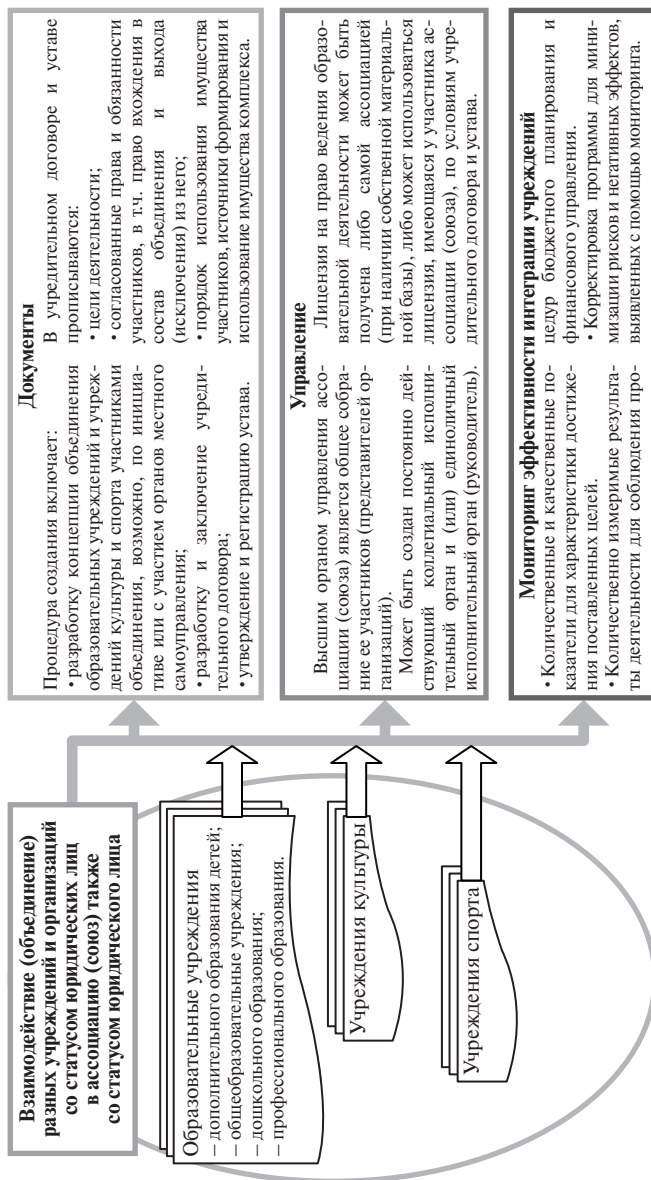 Взаимодействие (объединение)
разных учреждений и организаций
со статусом юридических лиц
в ассоциацию (союз) также
со статусом юридического лица
Образовательные учреждения
– дополнительного образования детей;
– общеобразовательные учреждения;
– дошкольного образования;
– профессионального образования.
Учреждения культуры
Учреждения спорта
Документы
Процедура создания включает:
• разработку концепции объединения
образовательных учреждений и учреж-
дений культуры и спорта участниками
объединения, возможно, по инициа-
тиве или с участием органов местного
самоуправления;
• разработку и заключение учреди-
тельного договора;
• утверждение и регистрацию устава.
В учредительном договоре и уставе
прописываются:
• цели деятельности;
• согласованные права и обязанности
участников, в т.ч. право вхождения в
состав объединения и выхода
(исключения) из него;
• порядок использования имущества
участников, источники формирования и
использование имущества комплекса.
Управление
Высшим органом управления ассо-
циации (союза) является общее собра-
ние ее участников (представителей ор-
ганизаций).
Может быть создан постоянно дей-
ствующий коллегиальный исполни-
тельный орган и (или) единоличный
исполнительный орган (руководитель).
Лицензия на право ведения образо-
вательной деятельности может быть
получена либо самой ассоциацией
(при наличии собственной материаль-
ной базы), либо может использоваться
лицензия, имеющаяся у участника ас-
социации (союза), по условиям учре-
дительного договора и устава.
Мониторинг эффективности интеграции учреждений
• Количественные и качественные по-
казатели для характеристики достиже-
ния поставленных целей.
• Количественно измеримые результа-
ты деятельности для соблюдения про-
цедур бюджетного планирования и
финансового управления.
• Корректировка программы для мини-
мизации рисков и негативных эффектов,
выявленных с помощью мониторинга.